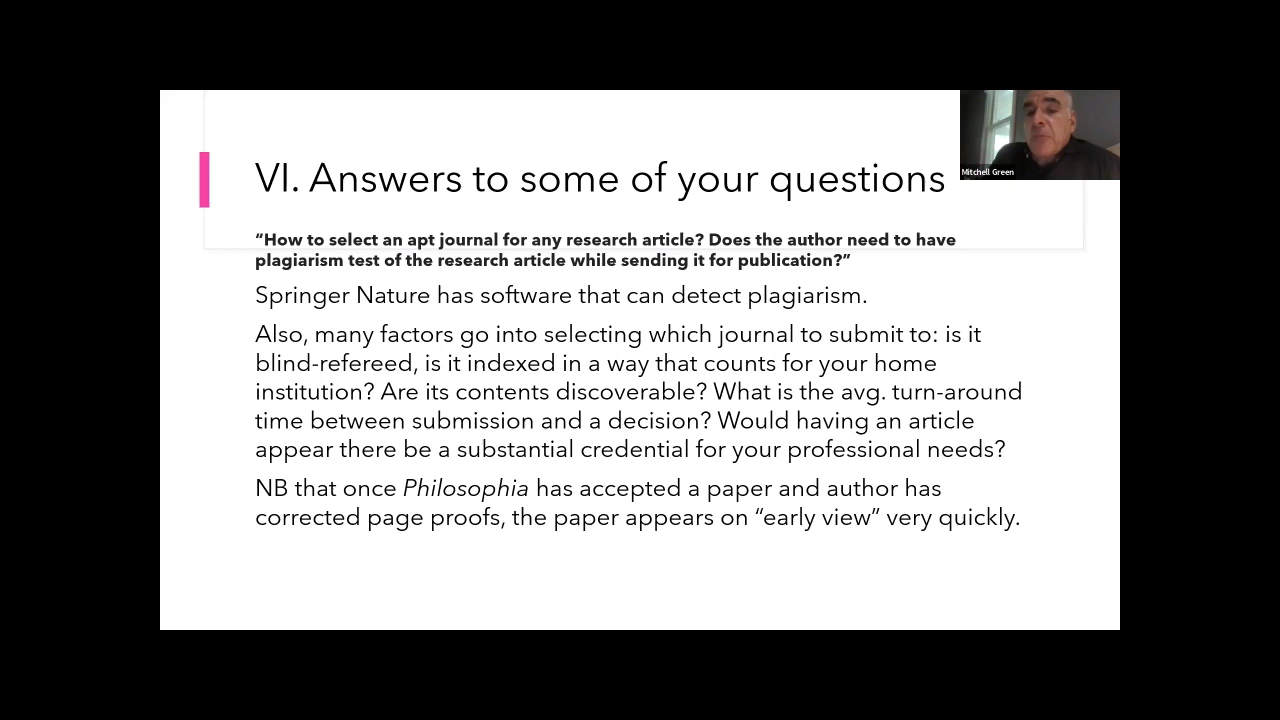 VI. Answers to some of your questions
Mitchell Green
“How to select an apt journal for any research article? Does the author need to have
plagiarism test of the research article while sending it for publication?”
Springer Nature has software that can detect plagiarism.
Also, many factors go into selecting which journal to submit to: is it
blind-refereed, is it indexed in a way that counts for your home
institution? Are its contents discoverable? What is the avg. turn-around
time between submission and a decision? Would having an article
appear there be a substantial credential for your professional needs?
NB that once Philosophia has accepted a paper and author has
corrected page proofs, the paper appears on “early view” very quickly.